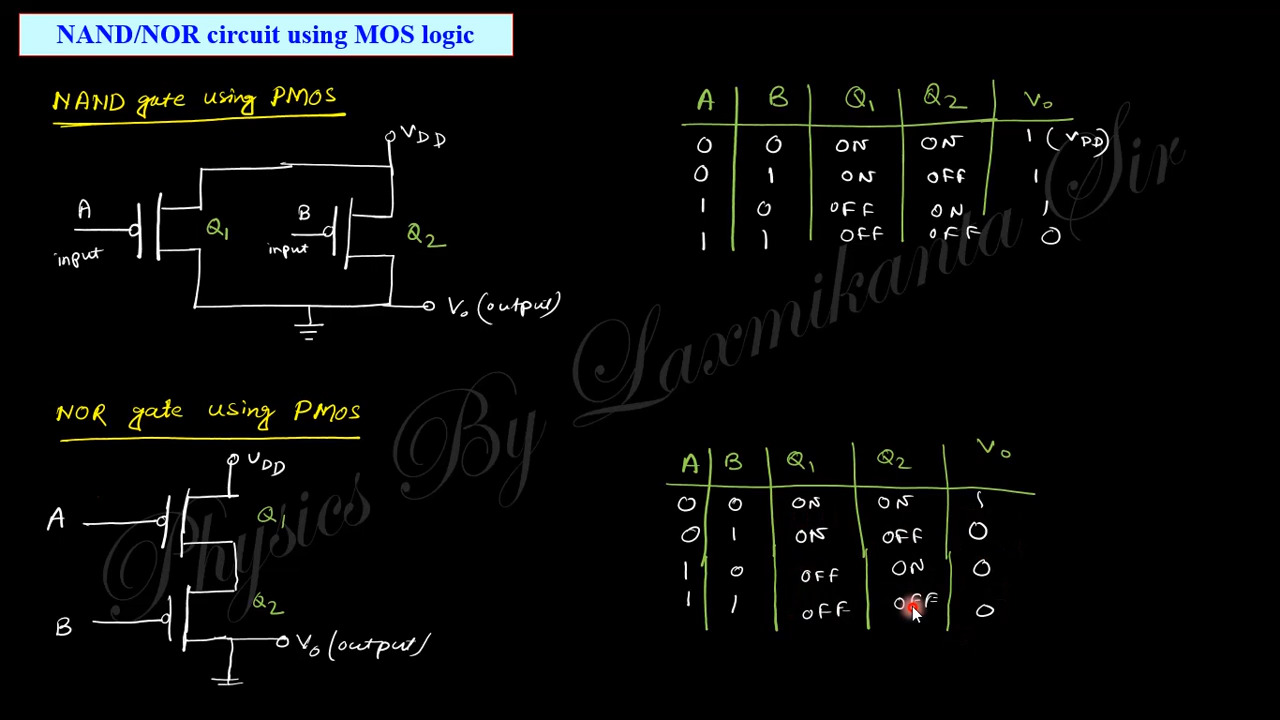 NAND/NOR circuit using MOS logic
NAND gate using PMOS
VDD
A
input
Q1
B
input
Q2
Vo (output)
A B Q1 Q2 Vo
0 0 ON ON 1 (VDD)
0 1 ON OFF 1
1 0 OFF ON 1
1 1 OFF OFF 0
NOR gate using PMOS
VDD
A
Q1
B
Q2
Vo (output)
A B Q1 Q2 Vo
0 0 ON ON 1
0 1 ON OFF 0
1 0 OFF ON 0
1 1 OFF OFF 0
Physics By Laxmikanta Sir